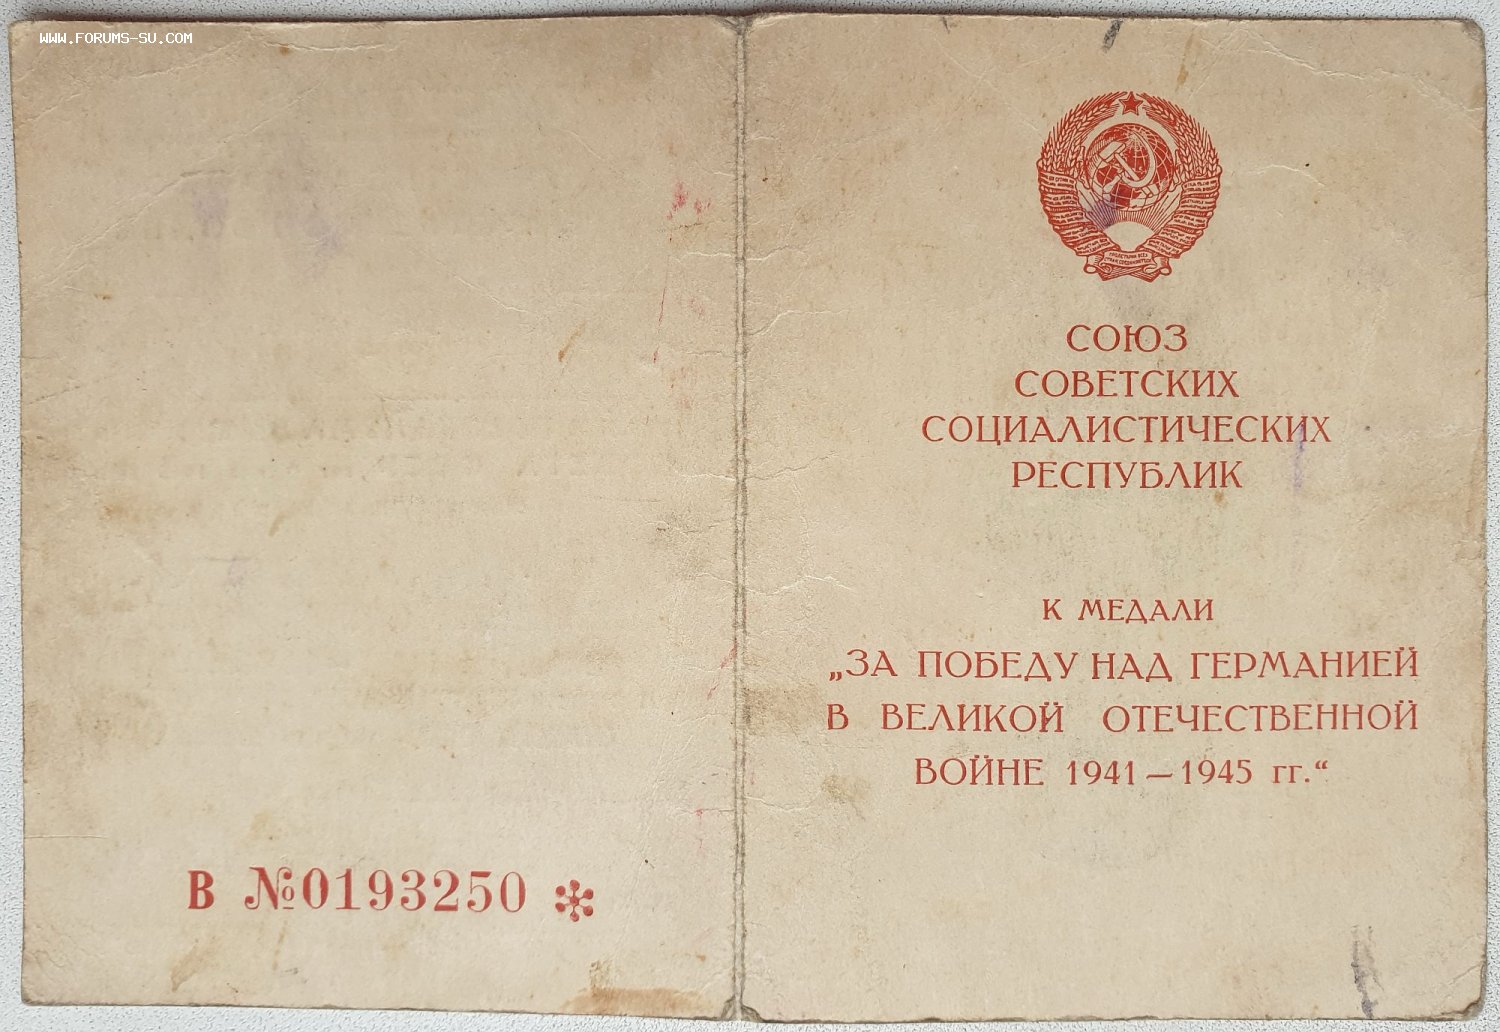 WWW.FORUMS-SU.COM
СОЮЗ
СОВЕТСКИХ
СОЦИАЛИСТИЧЕСКИХ
РЕСПУБЛИК
К МЕДАЛИ
„ЗА ПОБЕДУ НАД ГЕРМАНИЕЙ
В ВЕЛИКОЙ ОТЕЧЕСТВЕННОЙ
ВОЙНЕ 1941—1945 гг.“
В №0193250 *